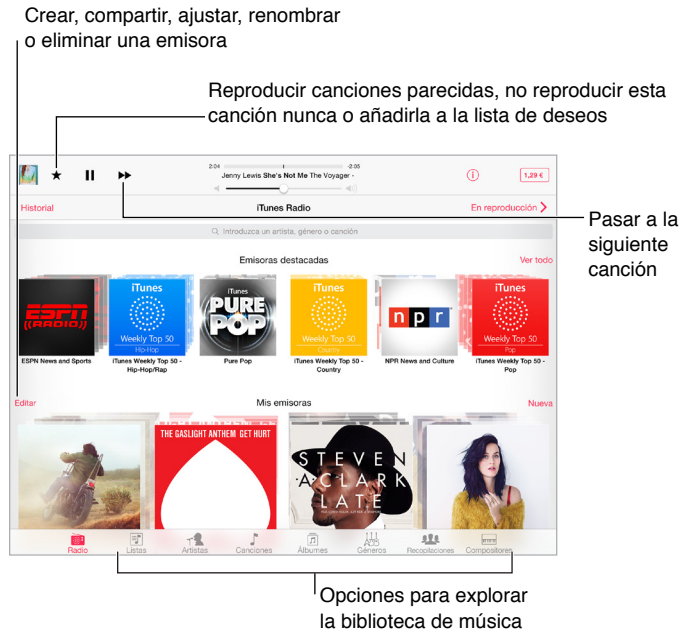 Crear, compartir, ajustar, renombrar
o eliminar una emisora
Reproducir canciones parecidas, no reproducir esta
canción nunca o añadirla a la lista de deseos
2:04 -2:05
Jenny Lewis She's Not Me The Voyager -
1,29 €
Historial iTunes Radio En reproducción
Pasar a la
siguiente
canción
Introduzca un artista, género o canción
Emisoras destacadas Ver todo
ESPN
((RADIO))
iTunes
Weekly Top 50
Hip-Hop
iTunes
PURE
POP
iTunes
Weekly Top 50
Country
npr
iTunes
Weekly Top 50
Pop
ESPN News and Sports
iTunes Weekly Top 50 -
Hip-Hop/Rap
Pure Pop
iTunes Weekly Top 50 -
Country
NPR News and Culture
iTunes Weekly Top 50 -
Pop
Editar Mis emisoras Nueva
THE GASLIGHT ANTHEM GET HURT
STEVEN
A CLARK
LATE
Radio Listas Artistas Canciones Álbumes Géneros Recopilaciones Compositores
Opciones para explorar
la biblioteca de música